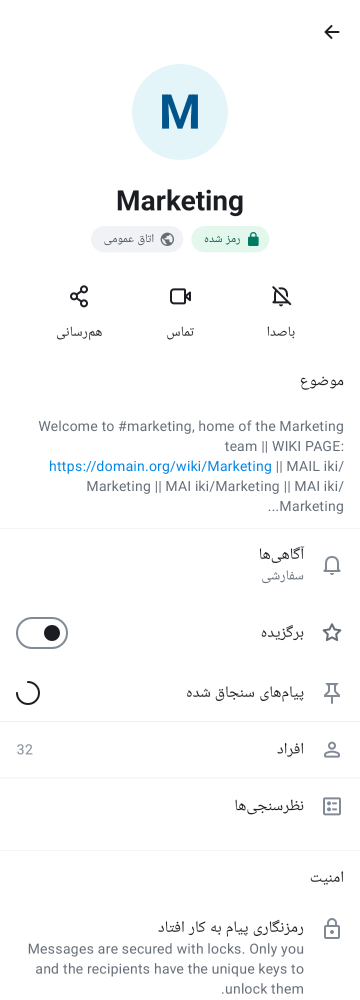 M
Marketing
رمز شده
اتاق عمومی
باصدا
تماس
هم‌رسانی
موضوع
Welcome to #marketing, home of the Marketing
team || WIKI PAGE:
https://domain.org/wiki/Marketing || MAIL iki/
Marketing || MAI iki/Marketing || MAI iki/
Marketing...
آگاهی‌ها
سفارشی
برگزیده
پیام‌های سنجاق شده
افراد
32
نظرسنجی‌ها
امنیت
رمزنگاری پیام به کار افتاد
Messages are secured with locks. Only you
and the recipients have the unique keys to
unlock them.